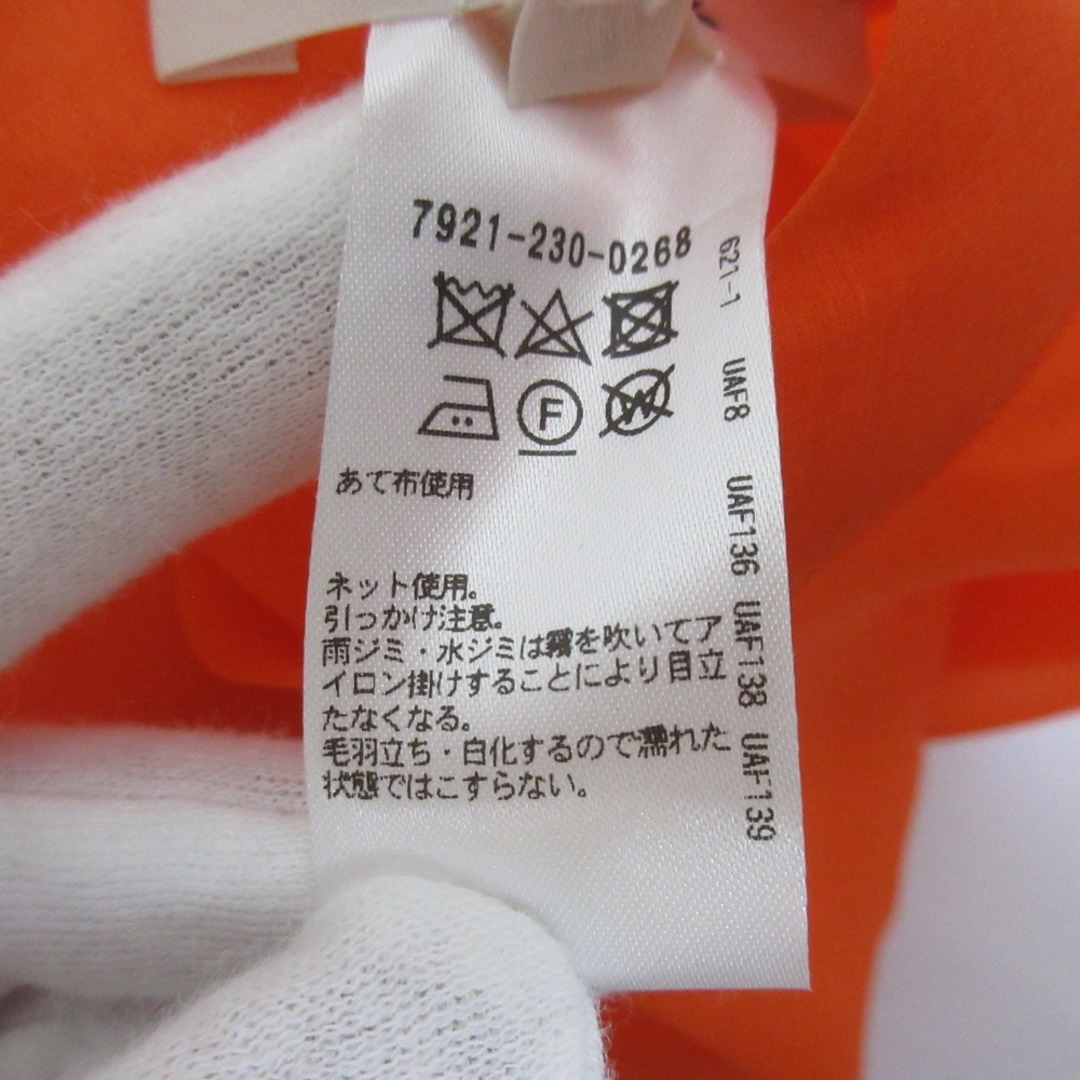 7921-230-0268
F
W
あて布使用
ネット使用。
引っかけ注意。
雨ジミ・水ジミは霧を吹いてア
イロン掛けすることにより目立
たなくなる。
毛羽立ち・白化するので濡れた
状態ではこすらない。
621-1 UAF8 UAF136 UAF138 UAF139